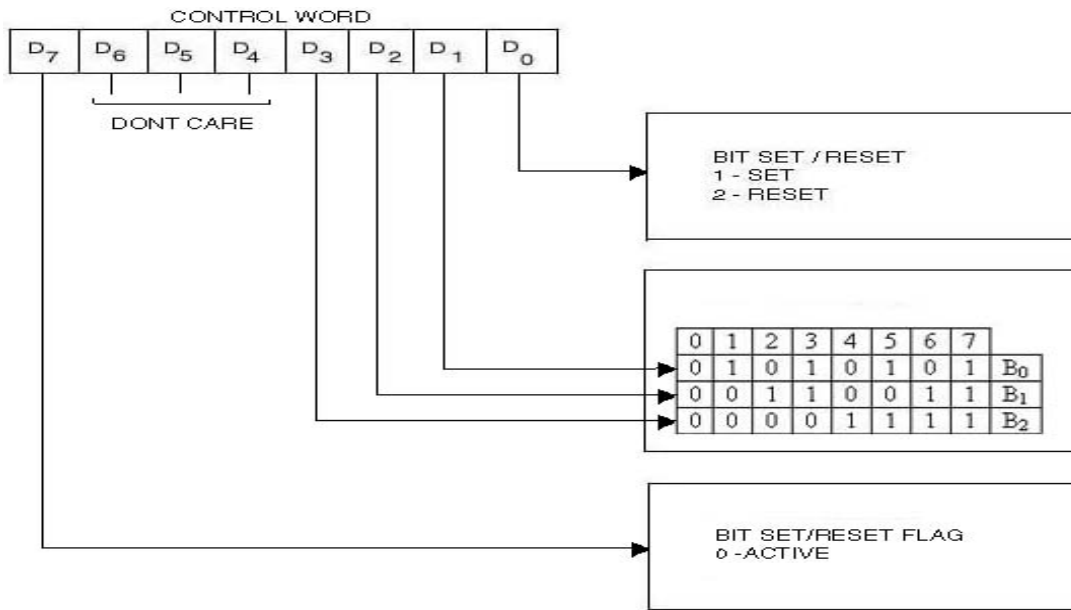 CONTROL WORD
D7 D6 D5 D4 D3 D2 D1 D0
DONT CARE
BIT SET / RESET
1 - SET
2 - RESET
0 1 2 3 4 5 6 7
0 1 0 1 0 1 0 1 B0
0 0 1 1 0 0 1 1 B1
0 0 0 0 1 1 1 1 B2
BIT SET/RESET FLAG
0 -ACTIVE